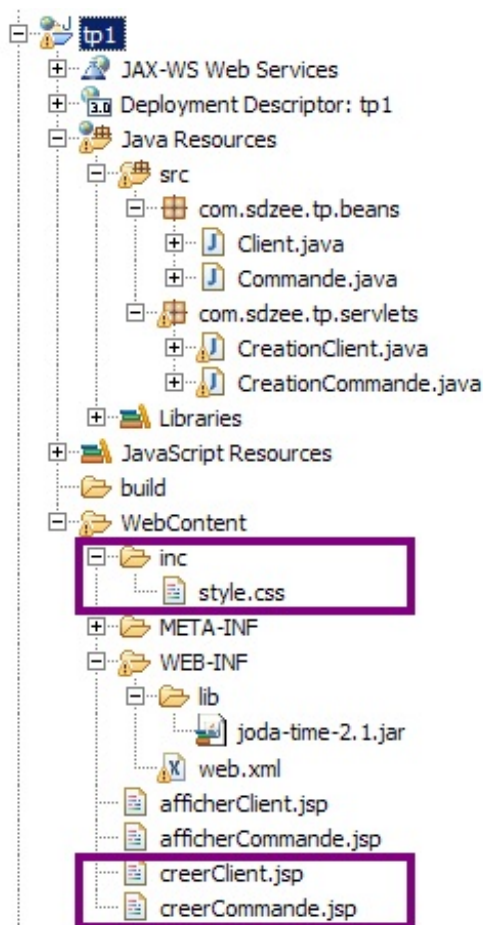 tp1
JAX-WS Web Services
3.0 Deployment Descriptor: tp1
Java Resources
src
com.sdzee.tp.beans
J Client.java
J Commande.java
com.sdzee.tp.servlets
J CreationClient.java
J CreationCommande.java
Libraries
JavaScript Resources
build
WebContent
inc
style.css
META-INF
WEB-INF
lib
joda-time-2.1.jar
X web.xml
afficherClient.jsp
afficherCommande.jsp
creerClient.jsp
creerCommande.jsp